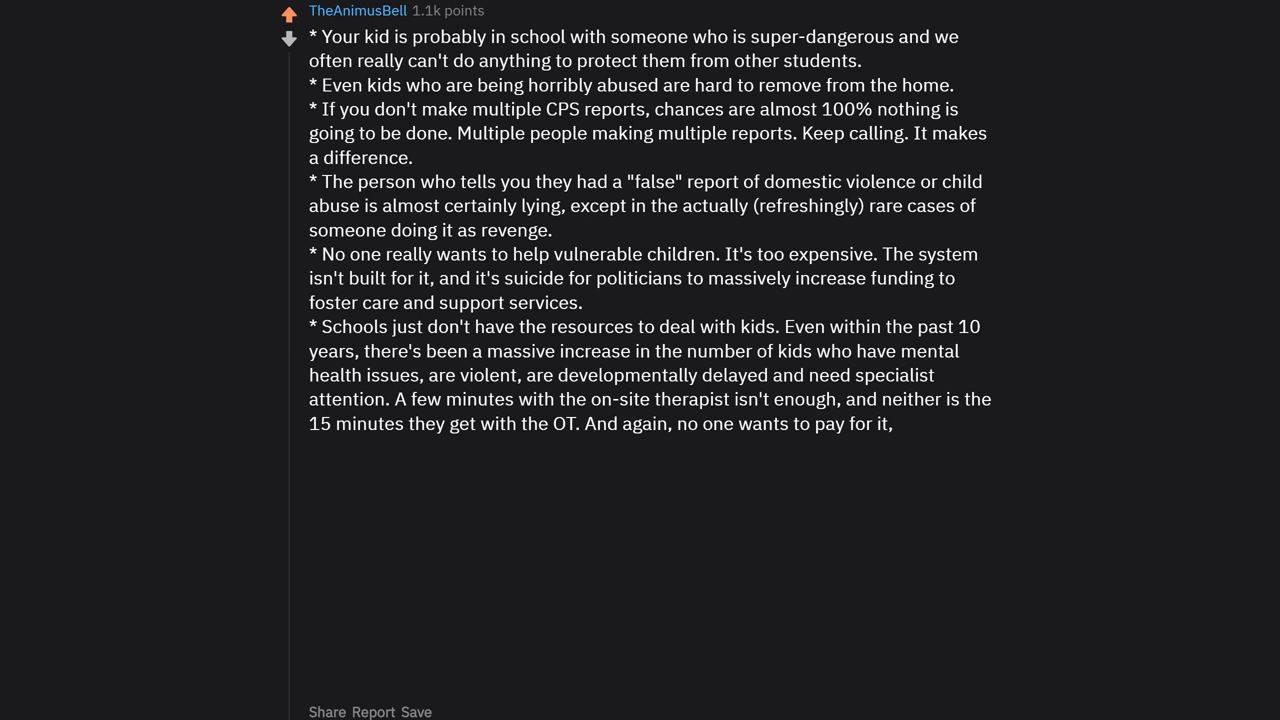 TheAnimusBell 1.1k points
* Your kid is probably in school with someone who is super-dangerous and we
often really can't do anything to protect them from other students.
* Even kids who are being horribly abused are hard to remove from the home.
* If you don't make multiple CPS reports, chances are almost 100% nothing is
going to be done. Multiple people making multiple reports. Keep calling. It makes
a difference.
* The person who tells you they had a "false" report of domestic violence or child
abuse is almost certainly lying, except in the actually (refreshingly) rare cases of
someone doing it as revenge.
* No one really wants to help vulnerable children. It's too expensive. The system
isn't built for it, and it's suicide for politicians to massively increase funding to
foster care and support services.
* Schools just don't have the resources to deal with kids. Even within the past 10
years, there's been a massive increase in the number of kids who have mental
health issues, are violent, are developmentally delayed and need specialist
attention. A few minutes with the on-site therapist isn't enough, and neither is the
15 minutes they get with the OT. And again, no one wants to pay for it,
Share Report Save